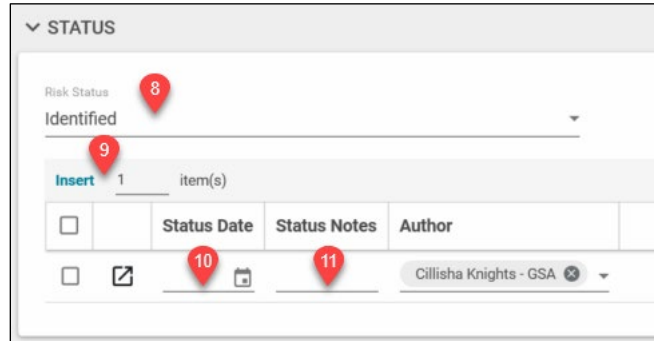 STATUS
Risk Status
8
Identified
9
Insert 1 item(s)
Status Date Status Notes Author
10 11 Cillisha Knights - GSA